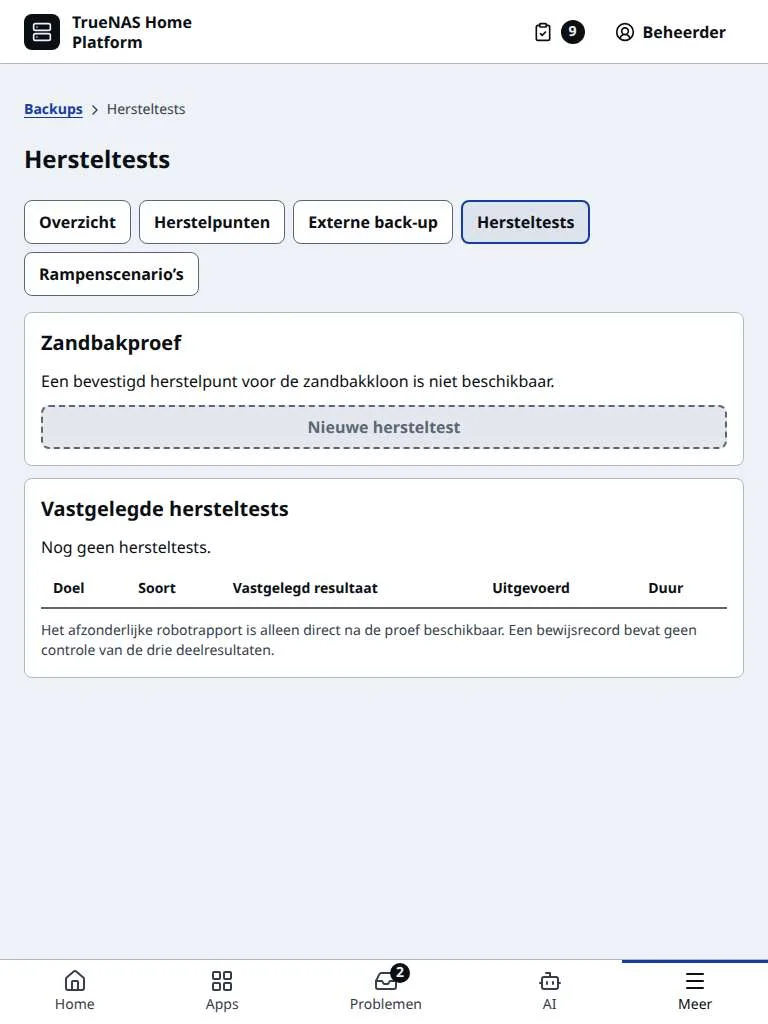 TrueNAS Home
Platform
9
Beheerder
Backups > Hersteltests
Hersteltests
Overzicht
Herstelpunten
Externe back-up
Hersteltests
Rampenscenario’s
Zandbakproef
Een bevestigd herstelpunt voor de zandbakkloon is niet beschikbaar.
Nieuwe hersteltest
Vastgelegde hersteltests
Nog geen hersteltests.
Doel Soort Vastgelegd resultaat Uitgevoerd Duur
Het afzonderlijke robotrapport is alleen direct na de proef beschikbaar. Een bewijsrecord bevat geen
controle van de drie deelresultaten.
2
Home Apps Problemen AI Meer